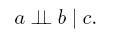 a ⫫ b | c.